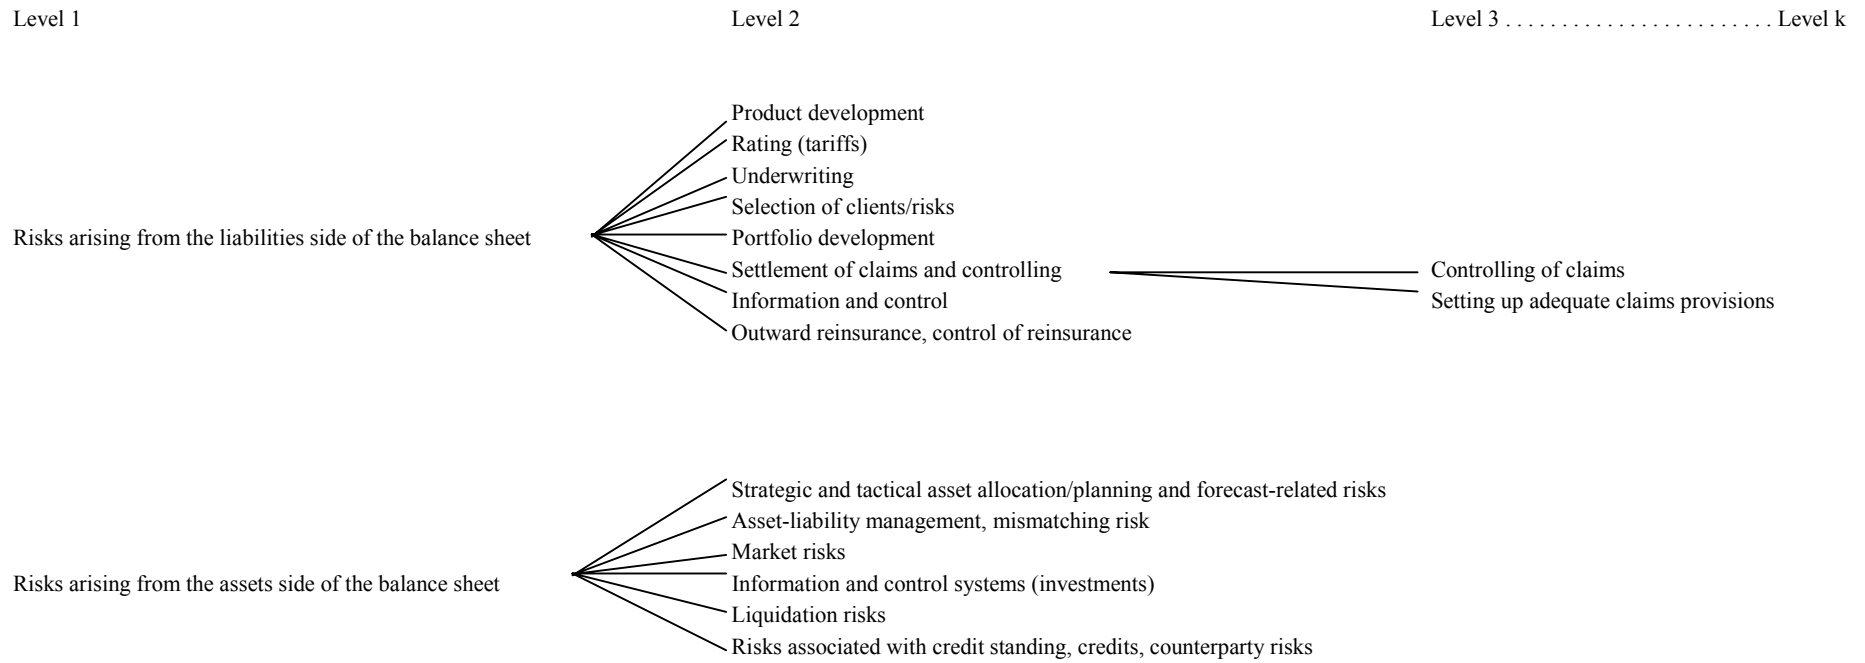 Level 1 Level 2 Level 3 . . . . . . . . . . . . . . . . . . . . . . . . Level k
Product development
Rating (tariffs)
Underwriting
Selection of clients/risks
Risks arising from the liabilities side of the balance sheet Portfolio development
Settlement of claims and controlling Controlling of claims
Information and control Setting up adequate claims provisions
Outward reinsurance, control of reinsurance
Strategic and tactical asset allocation/planning and forecast-related risks
Asset-liability management, mismatching risk
Market risks
Risks arising from the assets side of the balance sheet Information and control systems (investments)
Liquidation risks
Risks associated with credit standing, credits, counterparty risks